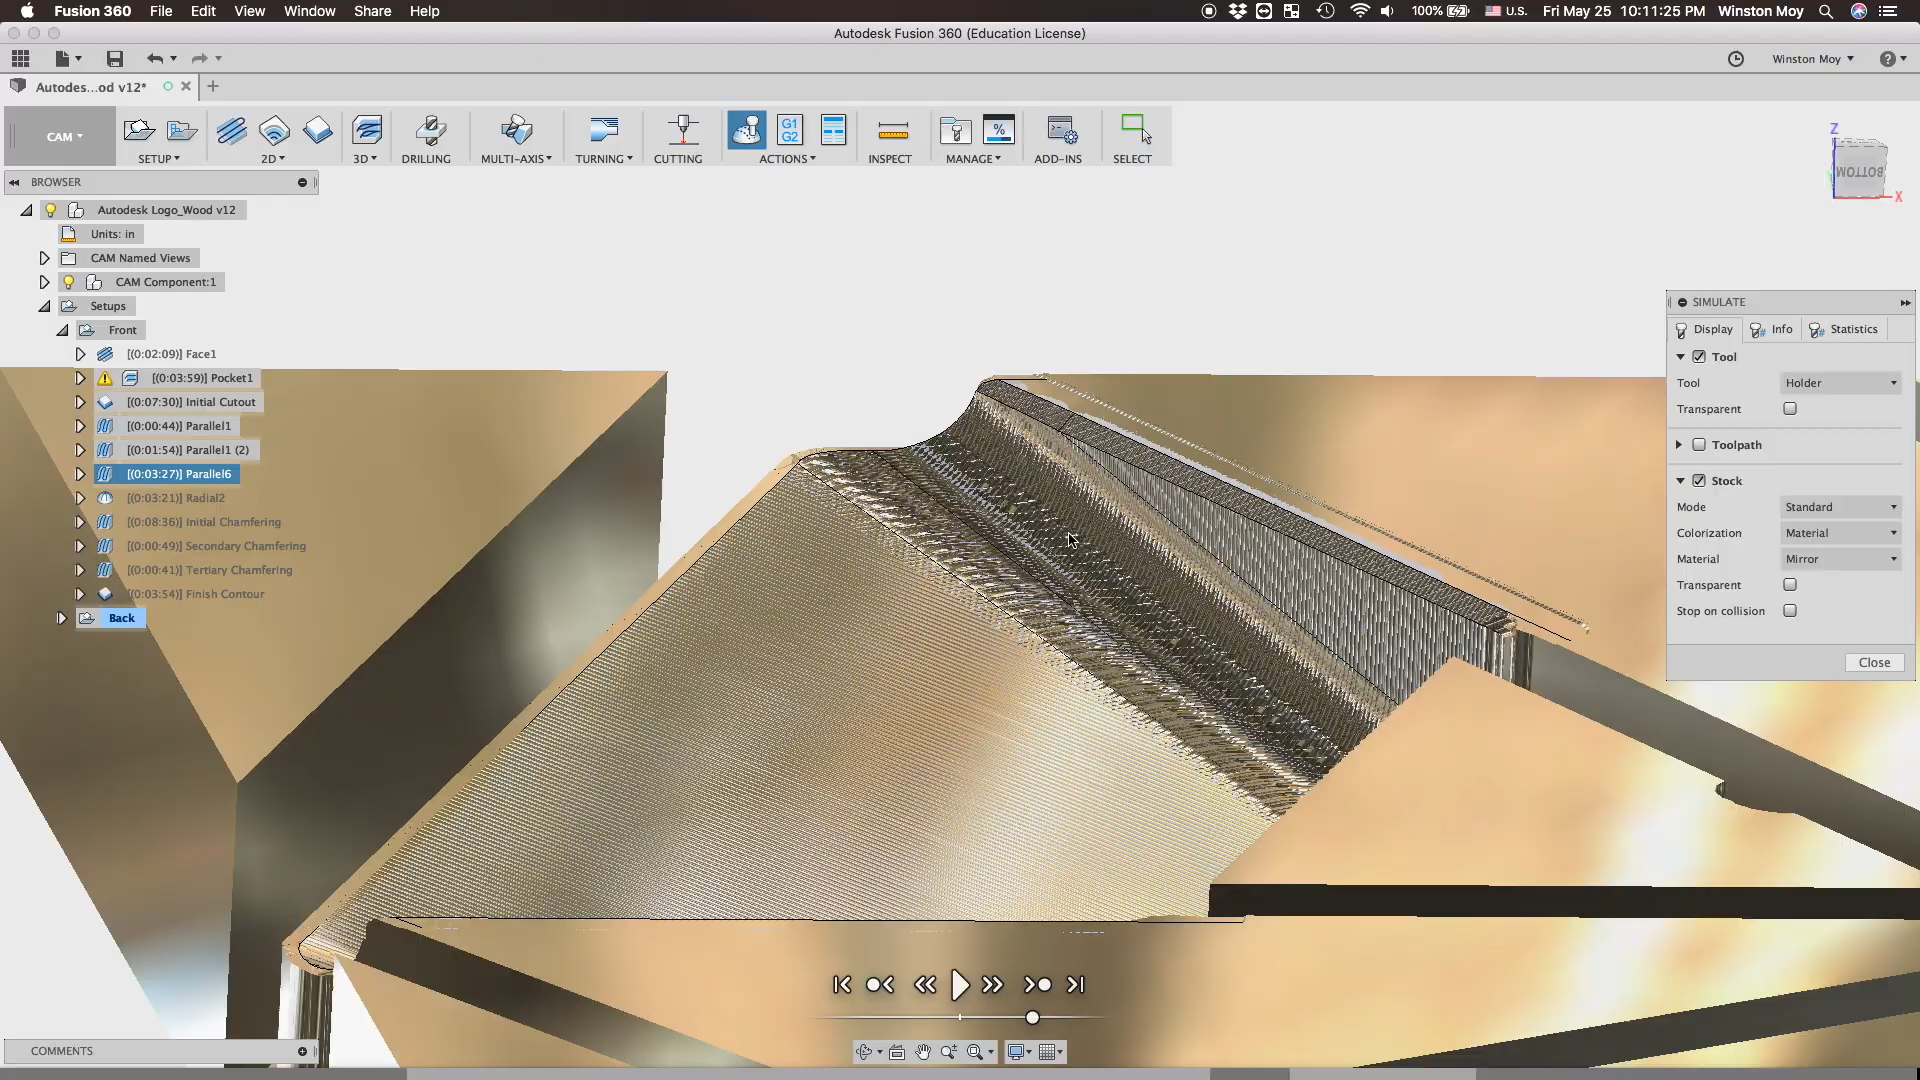 Fusion 360 File Edit View Window Share Help 100% U.S. Fri May 25 10:11:25 PM Winston Moy
Autodesk Fusion 360 (Education License)
Winston Moy
Autodes...od v12*
CAM
SETUP 2D 3D DRILLING MULTI-AXIS TURNING CUTTING G1 G2 ACTIONS INSPECT % MANAGE ADD-INS SELECT
Z
BOTTOM
X
BROWSER
Autodesk Logo_Wood v12
Units: in
CAM Named Views
CAM Component:1
Setups
Front
[(0:02:09)] Face1
[(0:03:59)] Pocket1
[(0:07:30)] Initial Cutout
[(0:00:44)] Parallel1
[(0:01:54)] Parallel1 (2)
[(0:03:27)] Parallel6
[(0:03:21)] Radial2
[(0:08:36)] Initial Chamfering
[(0:00:49)] Secondary Chamfering
[(0:00:41)] Tertiary Chamfering
[(0:03:54)] Finish Contour
Back
SIMULATE
Display Info Statistics
Tool
Tool Holder
Transparent
Toolpath
Stock
Mode Standard
Colorization Material
Material Mirror
Transparent
Stop on collision
Close
COMMENTS